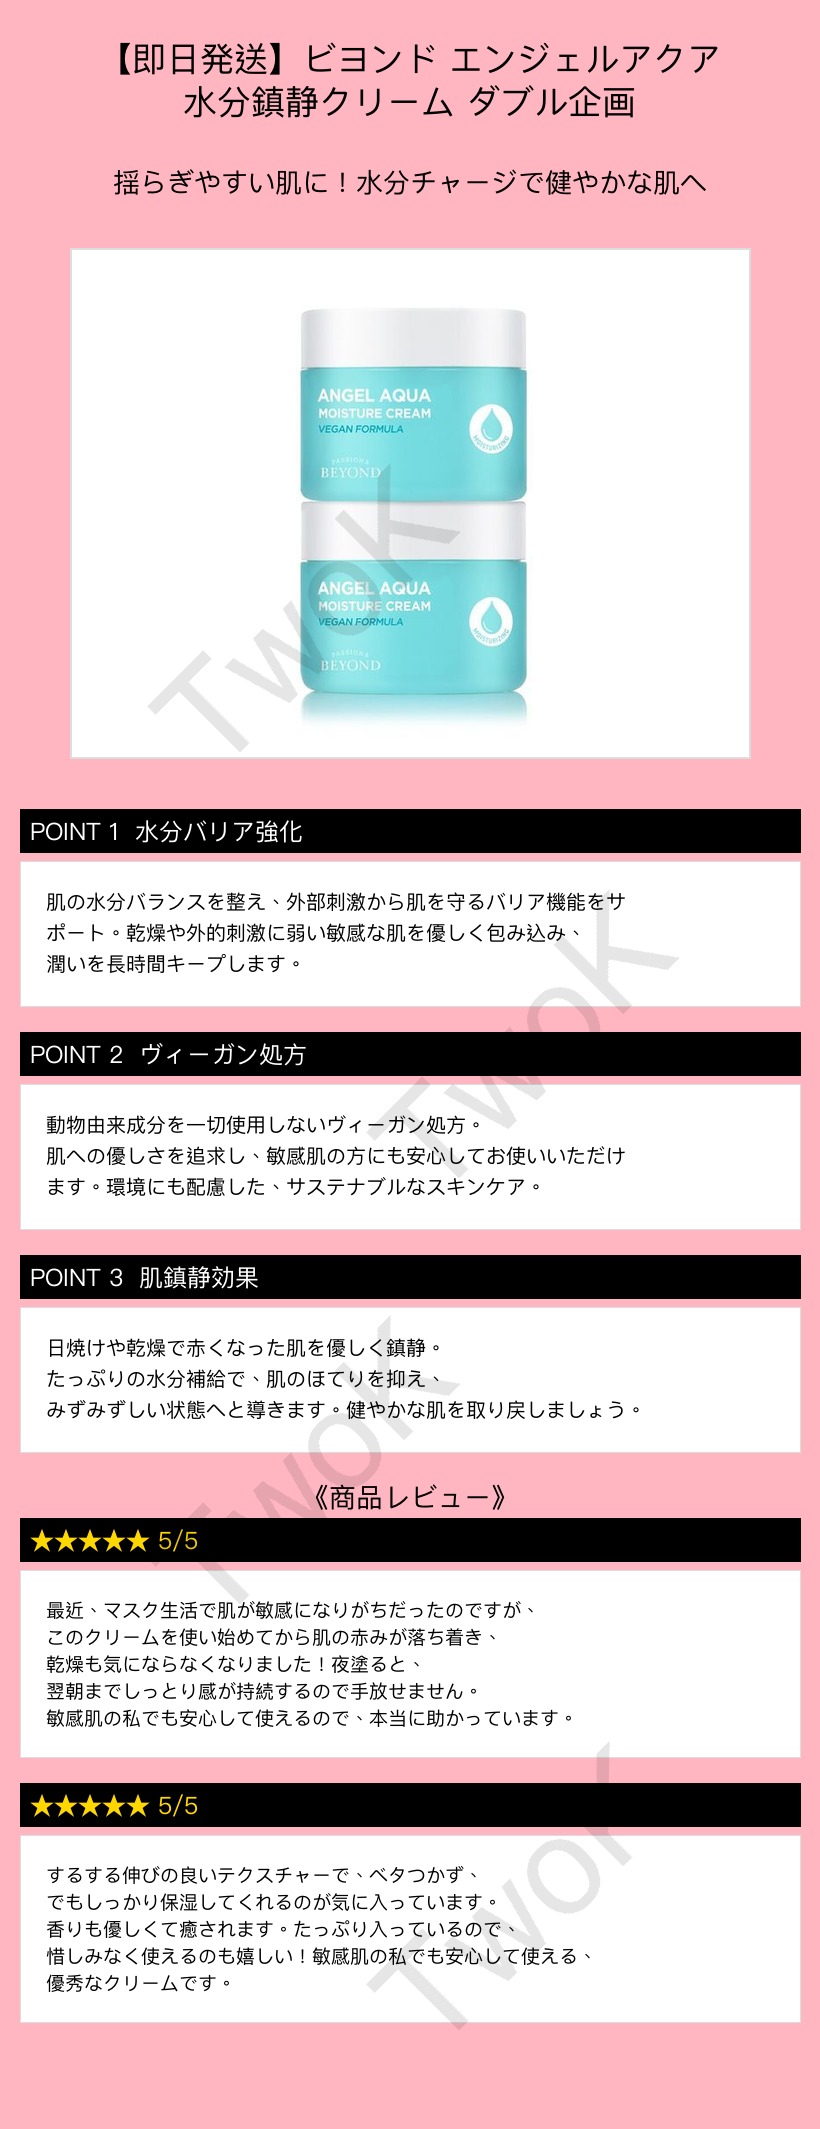 【即日発送】ビヨンド エンジェルアクア
水分鎮静クリーム ダブル企画
揺らぎやすい肌に！水分チャージで健やかな肌へ
ANGEL AQUA
MOISTURE CREAM
VEGAN FORMULA
MOISTURIZING
PASSION&
BEYOND
ANGEL AQUA
MOISTURE CREAM
VEGAN FORMULA
MOISTURIZING
PASSION&
BEYOND
TwoK
POINT 1 水分バリア強化
肌の水分バランスを整え、外部刺激から肌を守るバリア機能をサ
ポート。乾燥や外的刺激に弱い敏感な肌を優しく包み込み、
潤いを長時間キープします。
TwoK
POINT 2 ヴィーガン処方
動物由来成分を一切使用しないヴィーガン処方。
肌への優しさを追求し、敏感肌の方にも安心してお使いいただけ
ます。環境にも配慮した、サステナブルなスキンケア。
POINT 3 肌鎮静効果
日焼けや乾燥で赤くなった肌を優しく鎮静。
たっぷりの水分補給で、肌のほてりを抑え、
みずみずしい状態へと導きます。健やかな肌を取り戻しましょう。
TwoK
《商品レビュー》
★★★★★ 5/5
最近、マスク生活で肌が敏感になりがちだったのですが、
このクリームを使い始めてから肌の赤みが落ち着き、
乾燥も気にならなくなりました！夜塗ると、
翌朝までしっとり感が持続するので手放せません。
敏感肌の私でも安心して使えるので、本当に助かっています。
★★★★★ 5/5
するする伸びの良いテクスチャーで、ベタつかず、
でもしっかり保湿してくれるのが気に入っています。
香りも優しくて癒されます。たっぷり入っているので、
惜しみなく使えるのも嬉しい！敏感肌の私でも安心して使える、
優秀なクリームです。
TwoK